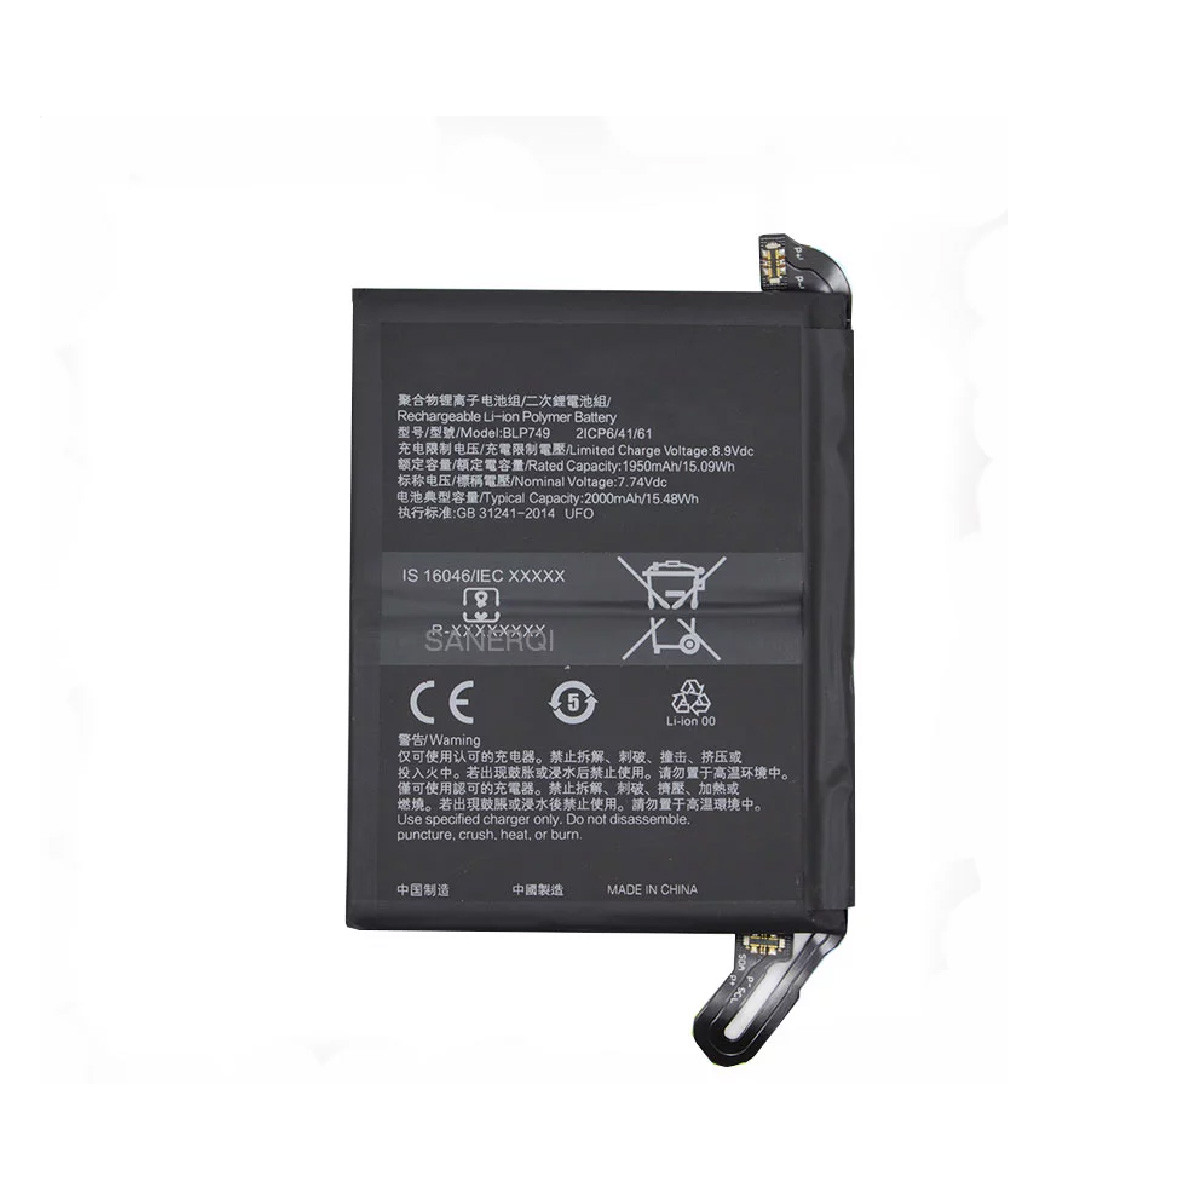 聚合物锂离子电池组/二次鋰電池組/
Rechargeable Li-ion Polymer Battery
型号/型號/Model:BLP749 2ICP6/41/61
充电限制电压/充電限制電壓/Limited Charge Voltage:8.9Vdc
额定容量/額定電容量/Rated Capacity:1950mAh/15.09Wh
标称电压/標稱電壓/Nominal Voltage:7.74Vdc
电池典型容量/Typical Capacity:2000mAh/15.48Wh
执行标准:GB 31241-2014 UFO
IS 16046/IEC XXXXX
R-XXXXXXXX
SANERQI
CE
5
Li-ion 00
警告/Warning
仅可使用认可的充电器。禁止拆解、刺破、撞击、挤压或
投入火中。若出现鼓胀或浸水后禁止使用。请勿置于高温环境中。
僅可使用認可的充電器。禁止拆解、刺破、擠壓、加熱或
燃燒。若出現鼓脹或浸水後禁止使用。請勿置于高溫環境中。
Use specified charger only. Do not disassemble,
puncture, crush, heat, or burn.
中国制造 中國製造 MADE IN CHINA